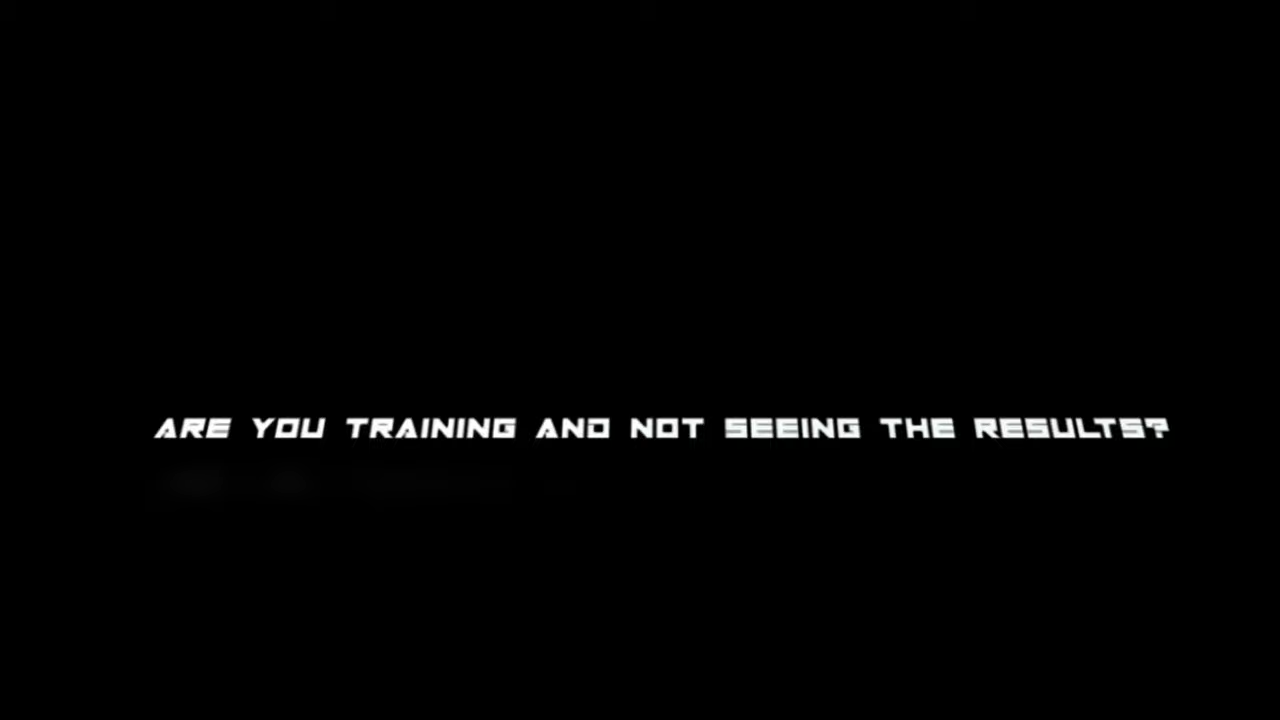 ARE YOU TRAINING AND NOT SEEING THE RESULTS?